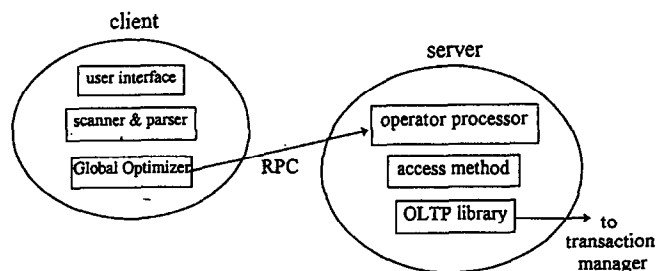 client
user interface
scanner & parser
Global Optimizer
RPC
server
operator processor
access method
OLTP library
to
transaction
manager